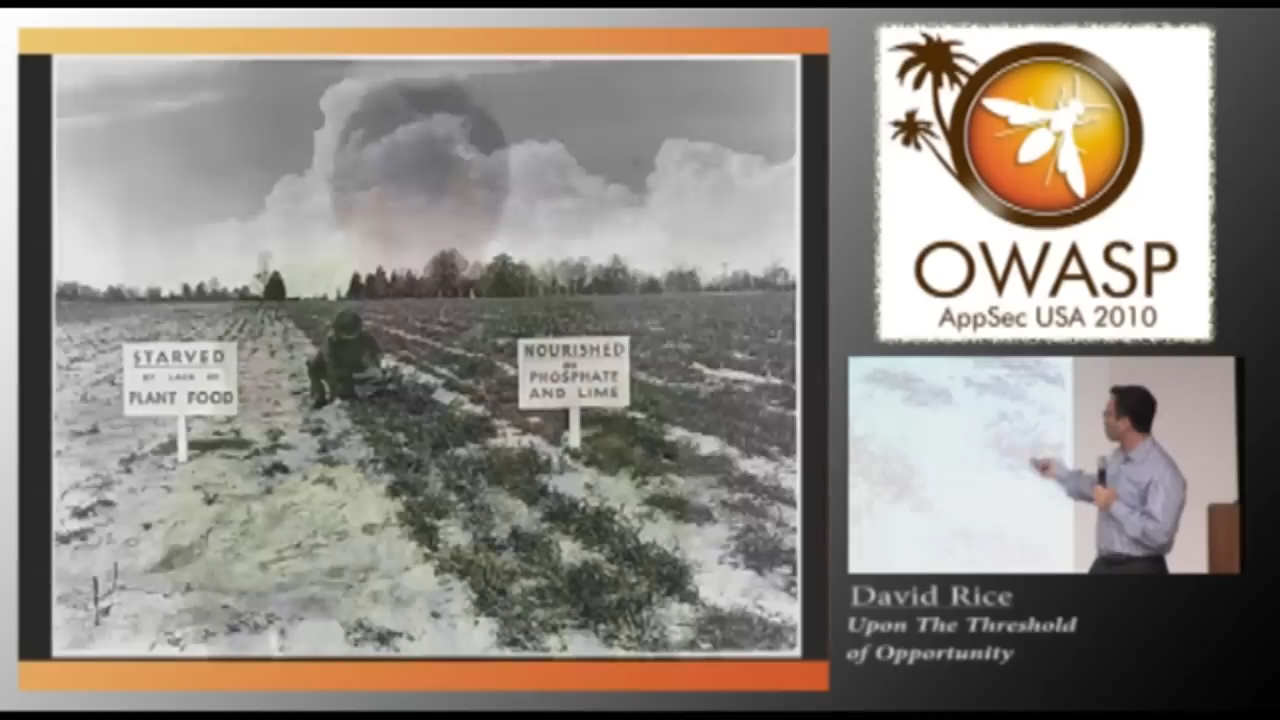 STARVED
BY LACK OF
PLANT FOOD
NOURISHED
PHOSPHATE
AND LIME
OWASP
AppSec USA 2010
David Rice
Upon The Threshold
of Opportunity